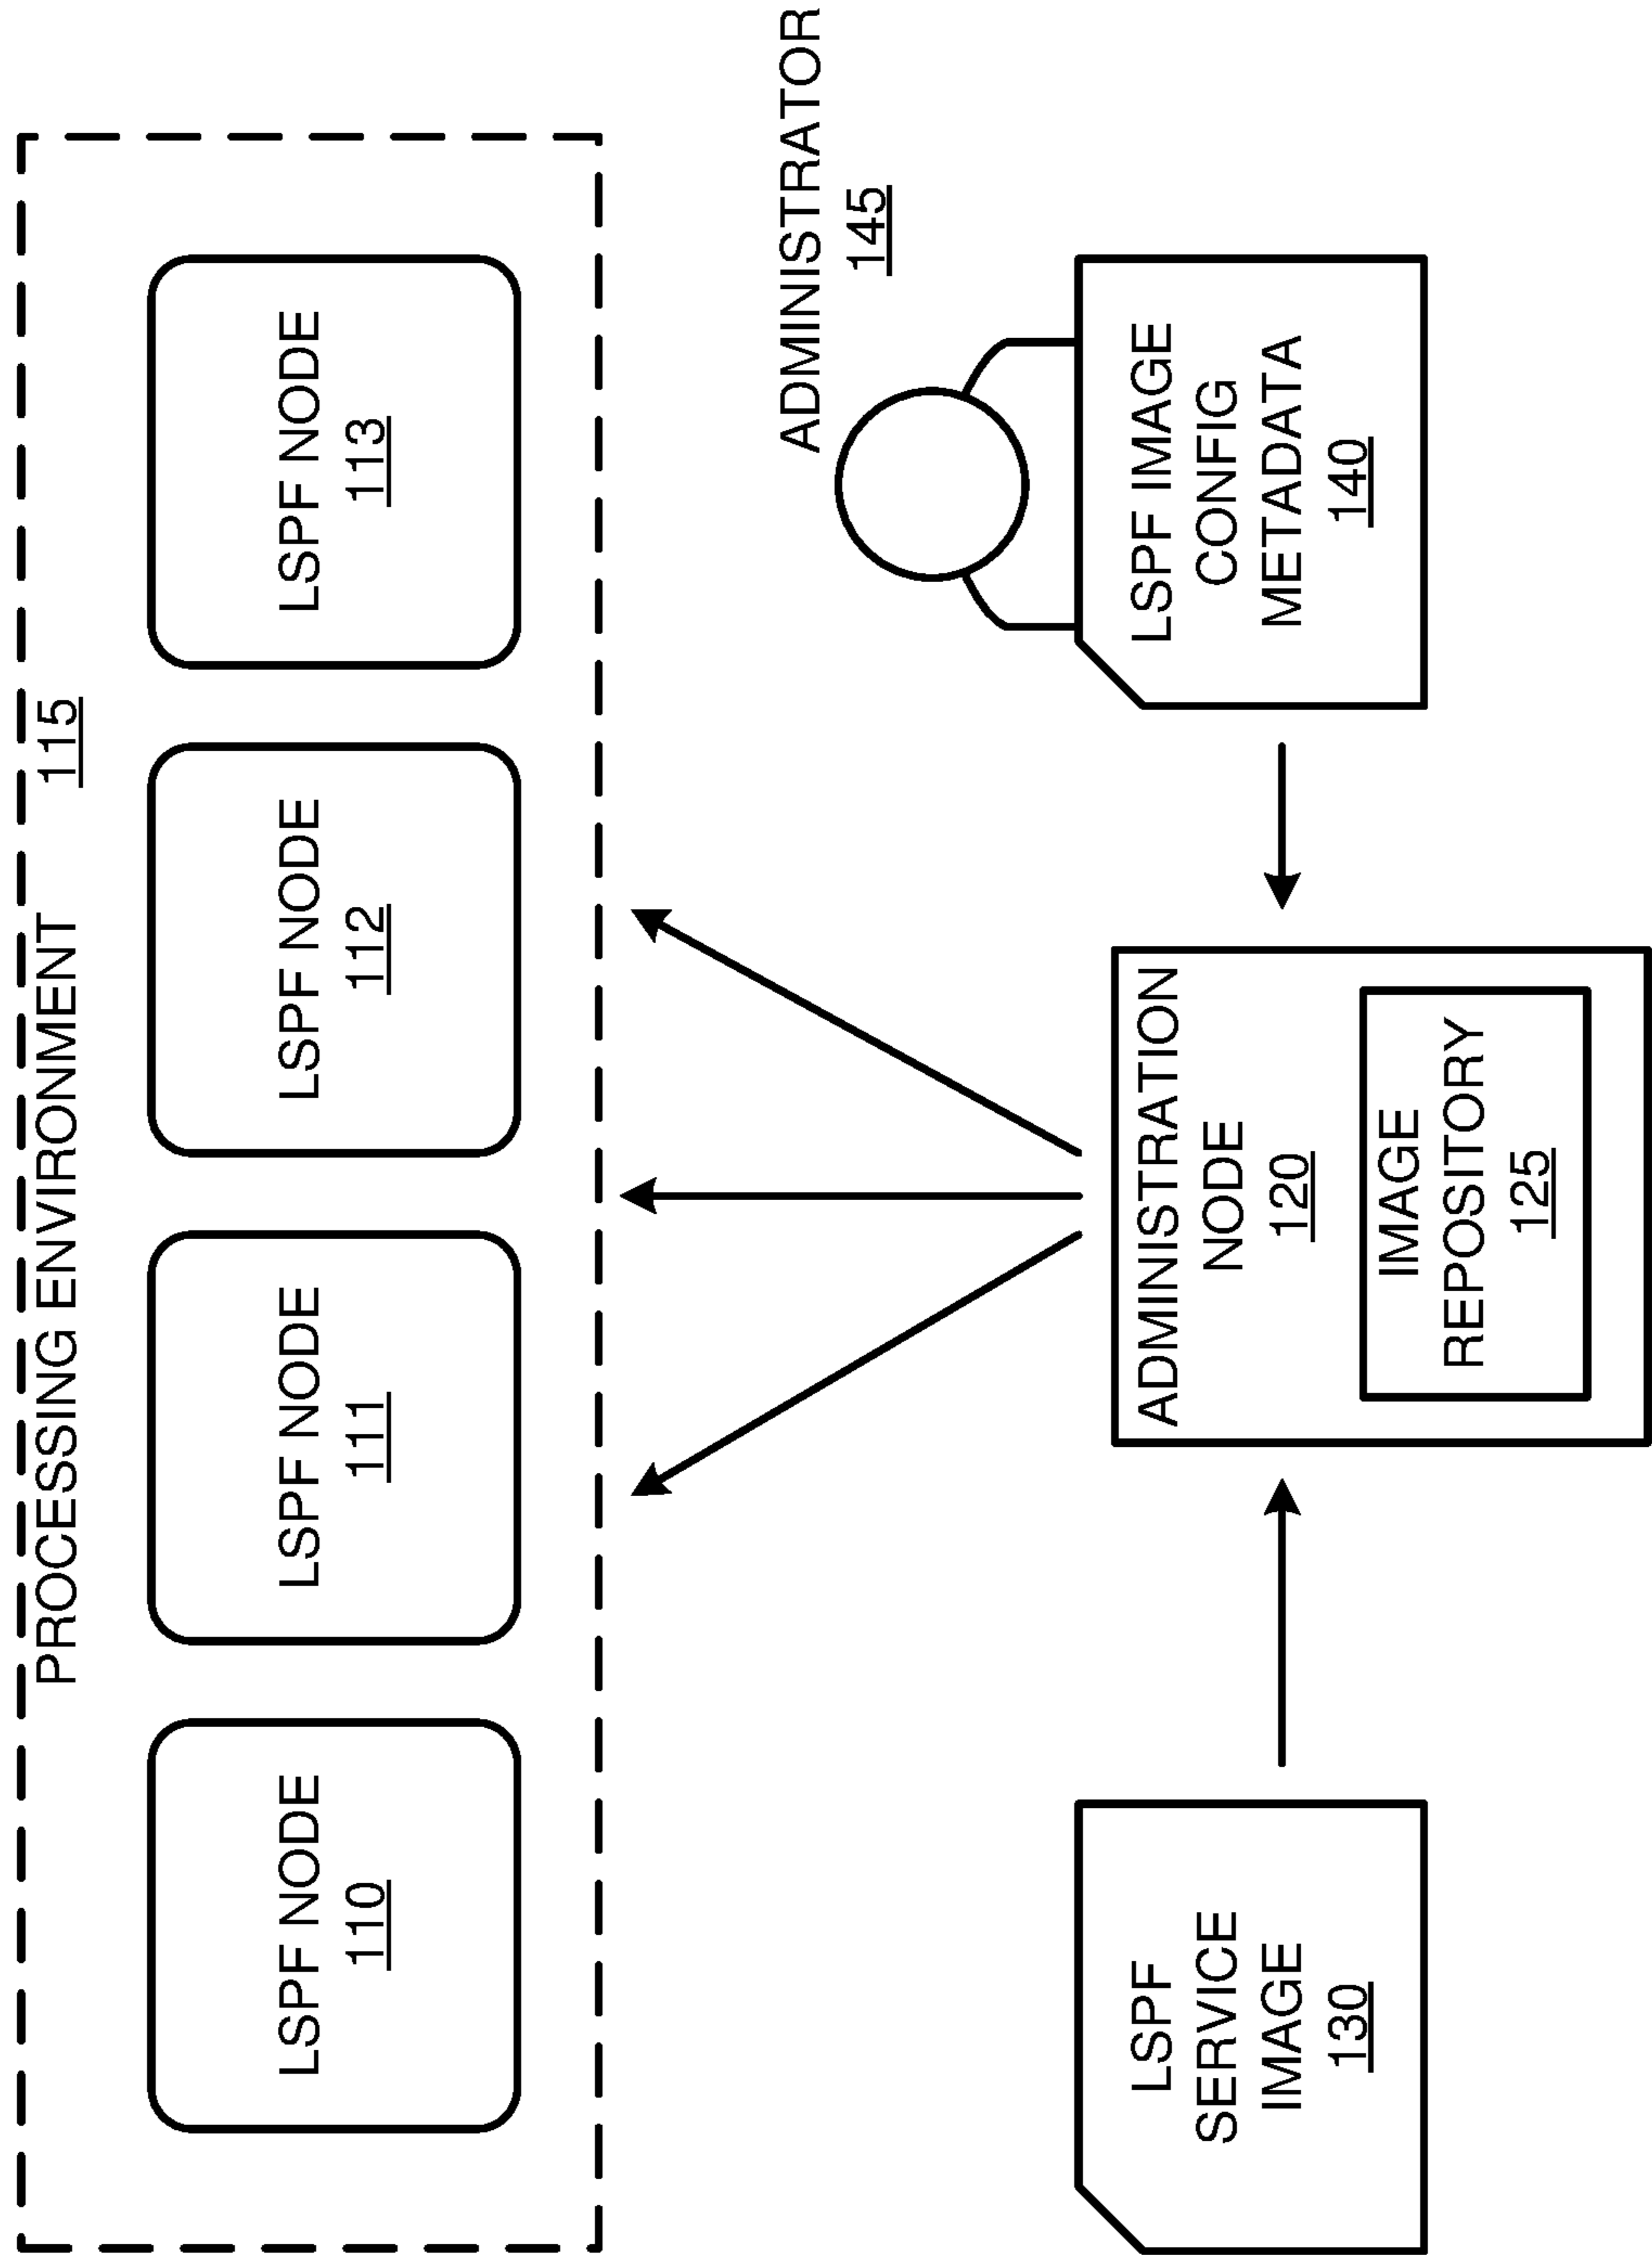 PROCESSING ENVIRONMENT 115
LSPF NODE
110
LSPF NODE
111
LSPF NODE
112
LSPF NODE
113
ADMINISTRATOR
145
LSPF
SERVICE
IMAGE
130
ADMINISTRATION
NODE
120
IMAGE
REPOSITORY
125
LSPF IMAGE
CONFIG
METADATA
140